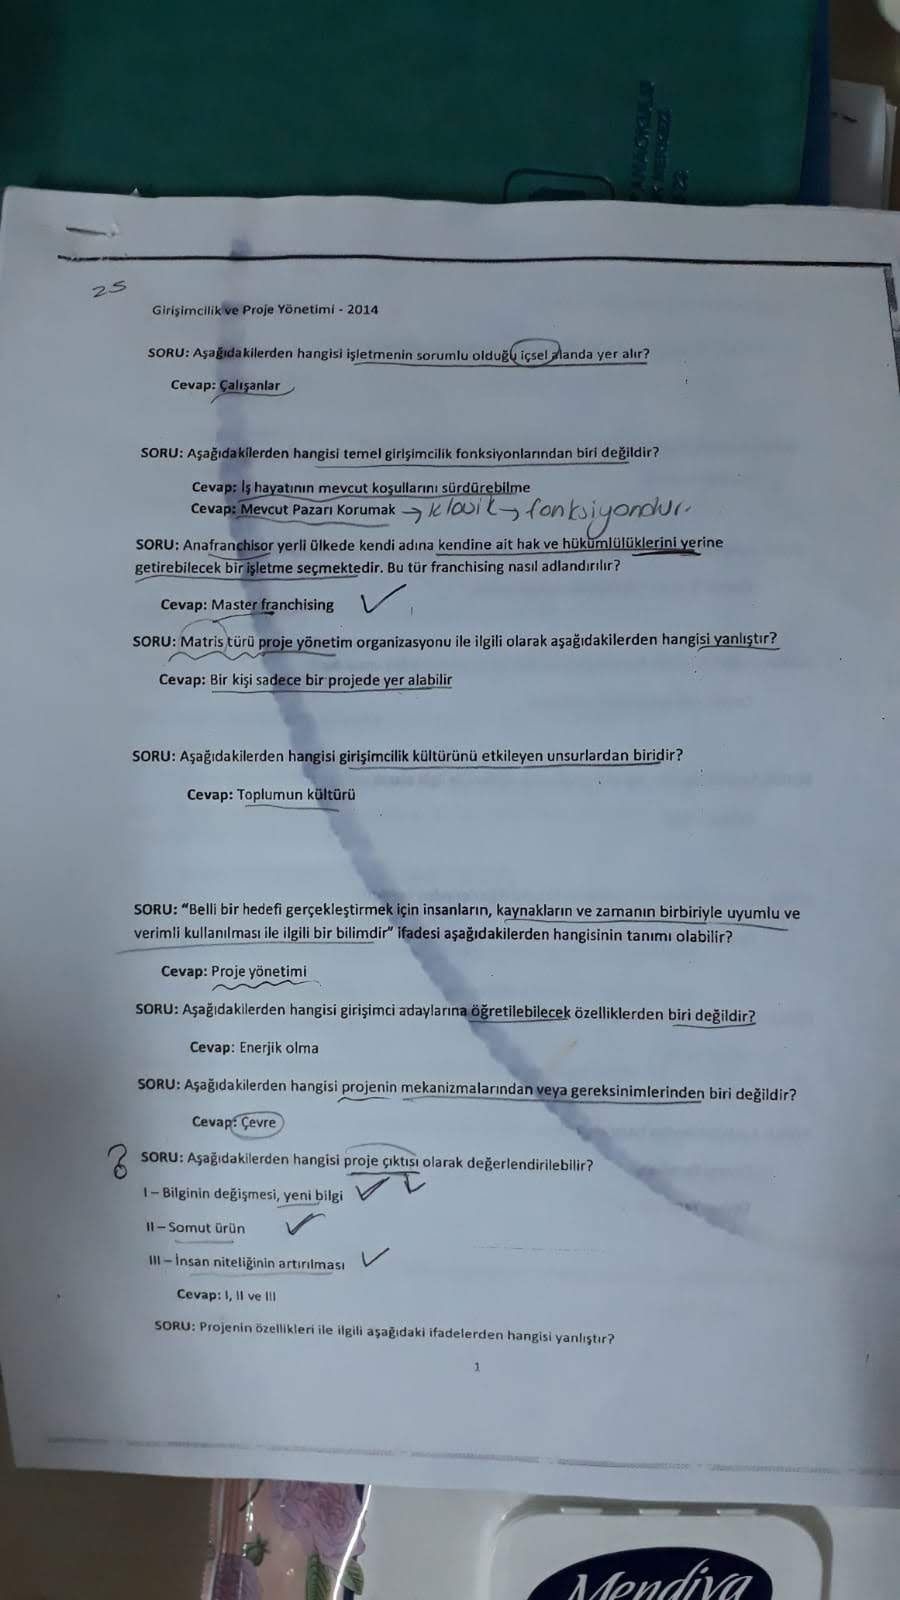 25
Girişimcilik ve Proje Yönetimi - 2014
SORU: Aşağıdakilerden hangisi işletmenin sorumlu olduğu içsel alanda yer alır?
Cevap: Çalışanlar
SORU: Aşağıdakilerden hangisi temel girişimcilik fonksiyonlarından biri değildir?
Cevap: İş hayatının mevcut koşullarını sürdürebilme
Cevap: Mevcut Pazarı Korumak → klasik → fonksiyondur.
SORU: Anafranchisor yerli ülkede kendi adına kendine ait hak ve hükümlülüklerini yerine
getirebilecek bir işletme seçmektedir. Bu tür franchising nasıl adlandırılır?
Cevap: Master franchising
SORU: Matris türü proje yönetim organizasyonu ile ilgili olarak aşağıdakilerden hangisi yanlıştır?
Cevap: Bir kişi sadece bir projede yer alabilir
SORU: Aşağıdakilerden hangisi girişimcilik kültürünü etkileyen unsurlardan biridir?
Cevap: Toplumun kültürü
SORU: "Belli bir hedefi gerçekleştirmek için insanların, kaynakların ve zamanın birbiriyle uyumlu ve
verimli kullanılması ile ilgili bir bilimdir" ifadesi aşağıdakilerden hangisinin tanımı olabilir?
Cevap: Proje yönetimi
SORU: Aşağıdakilerden hangisi girişimci adaylarına öğretilebilecek özelliklerden biri değildir?
Cevap: Enerjik olma
SORU: Aşağıdakilerden hangisi projenin mekanizmalarından veya gereksinimlerinden biri değildir?
Cevap: Çevre
? SORU: Aşağıdakilerden hangisi proje çıktısı olarak değerlendirilebilir?
I – Bilginin değişmesi, yeni bilgi
II – Somut ürün
III – İnsan niteliğinin artırılması
Cevap: I, II ve III
SORU: Projenin özellikleri ile ilgili aşağıdaki ifadelerden hangisi yanlıştır?
1
Mendiva